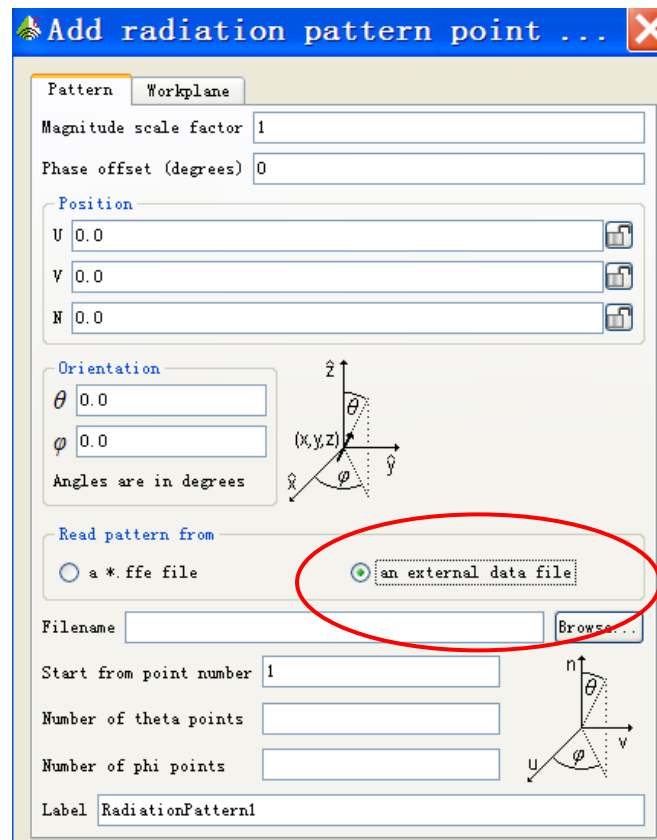 Add radiation pattern point ...
Pattern Workplane
Magnitude scale factor 1
Phase offset (degrees) 0
Position
U 0.0
V 0.0
N 0.0
Orientation
θ 0.0
φ 0.0
Angles are in degrees
ẑ
θ
(x,y,z)
ŷ
x̂
φ
Read pattern from
a *.ffe file an external data file
Filename Browse...
Start from point number 1
Number of theta points
Number of phi points
n
θ
v
u
φ
Label RadiationPattern1